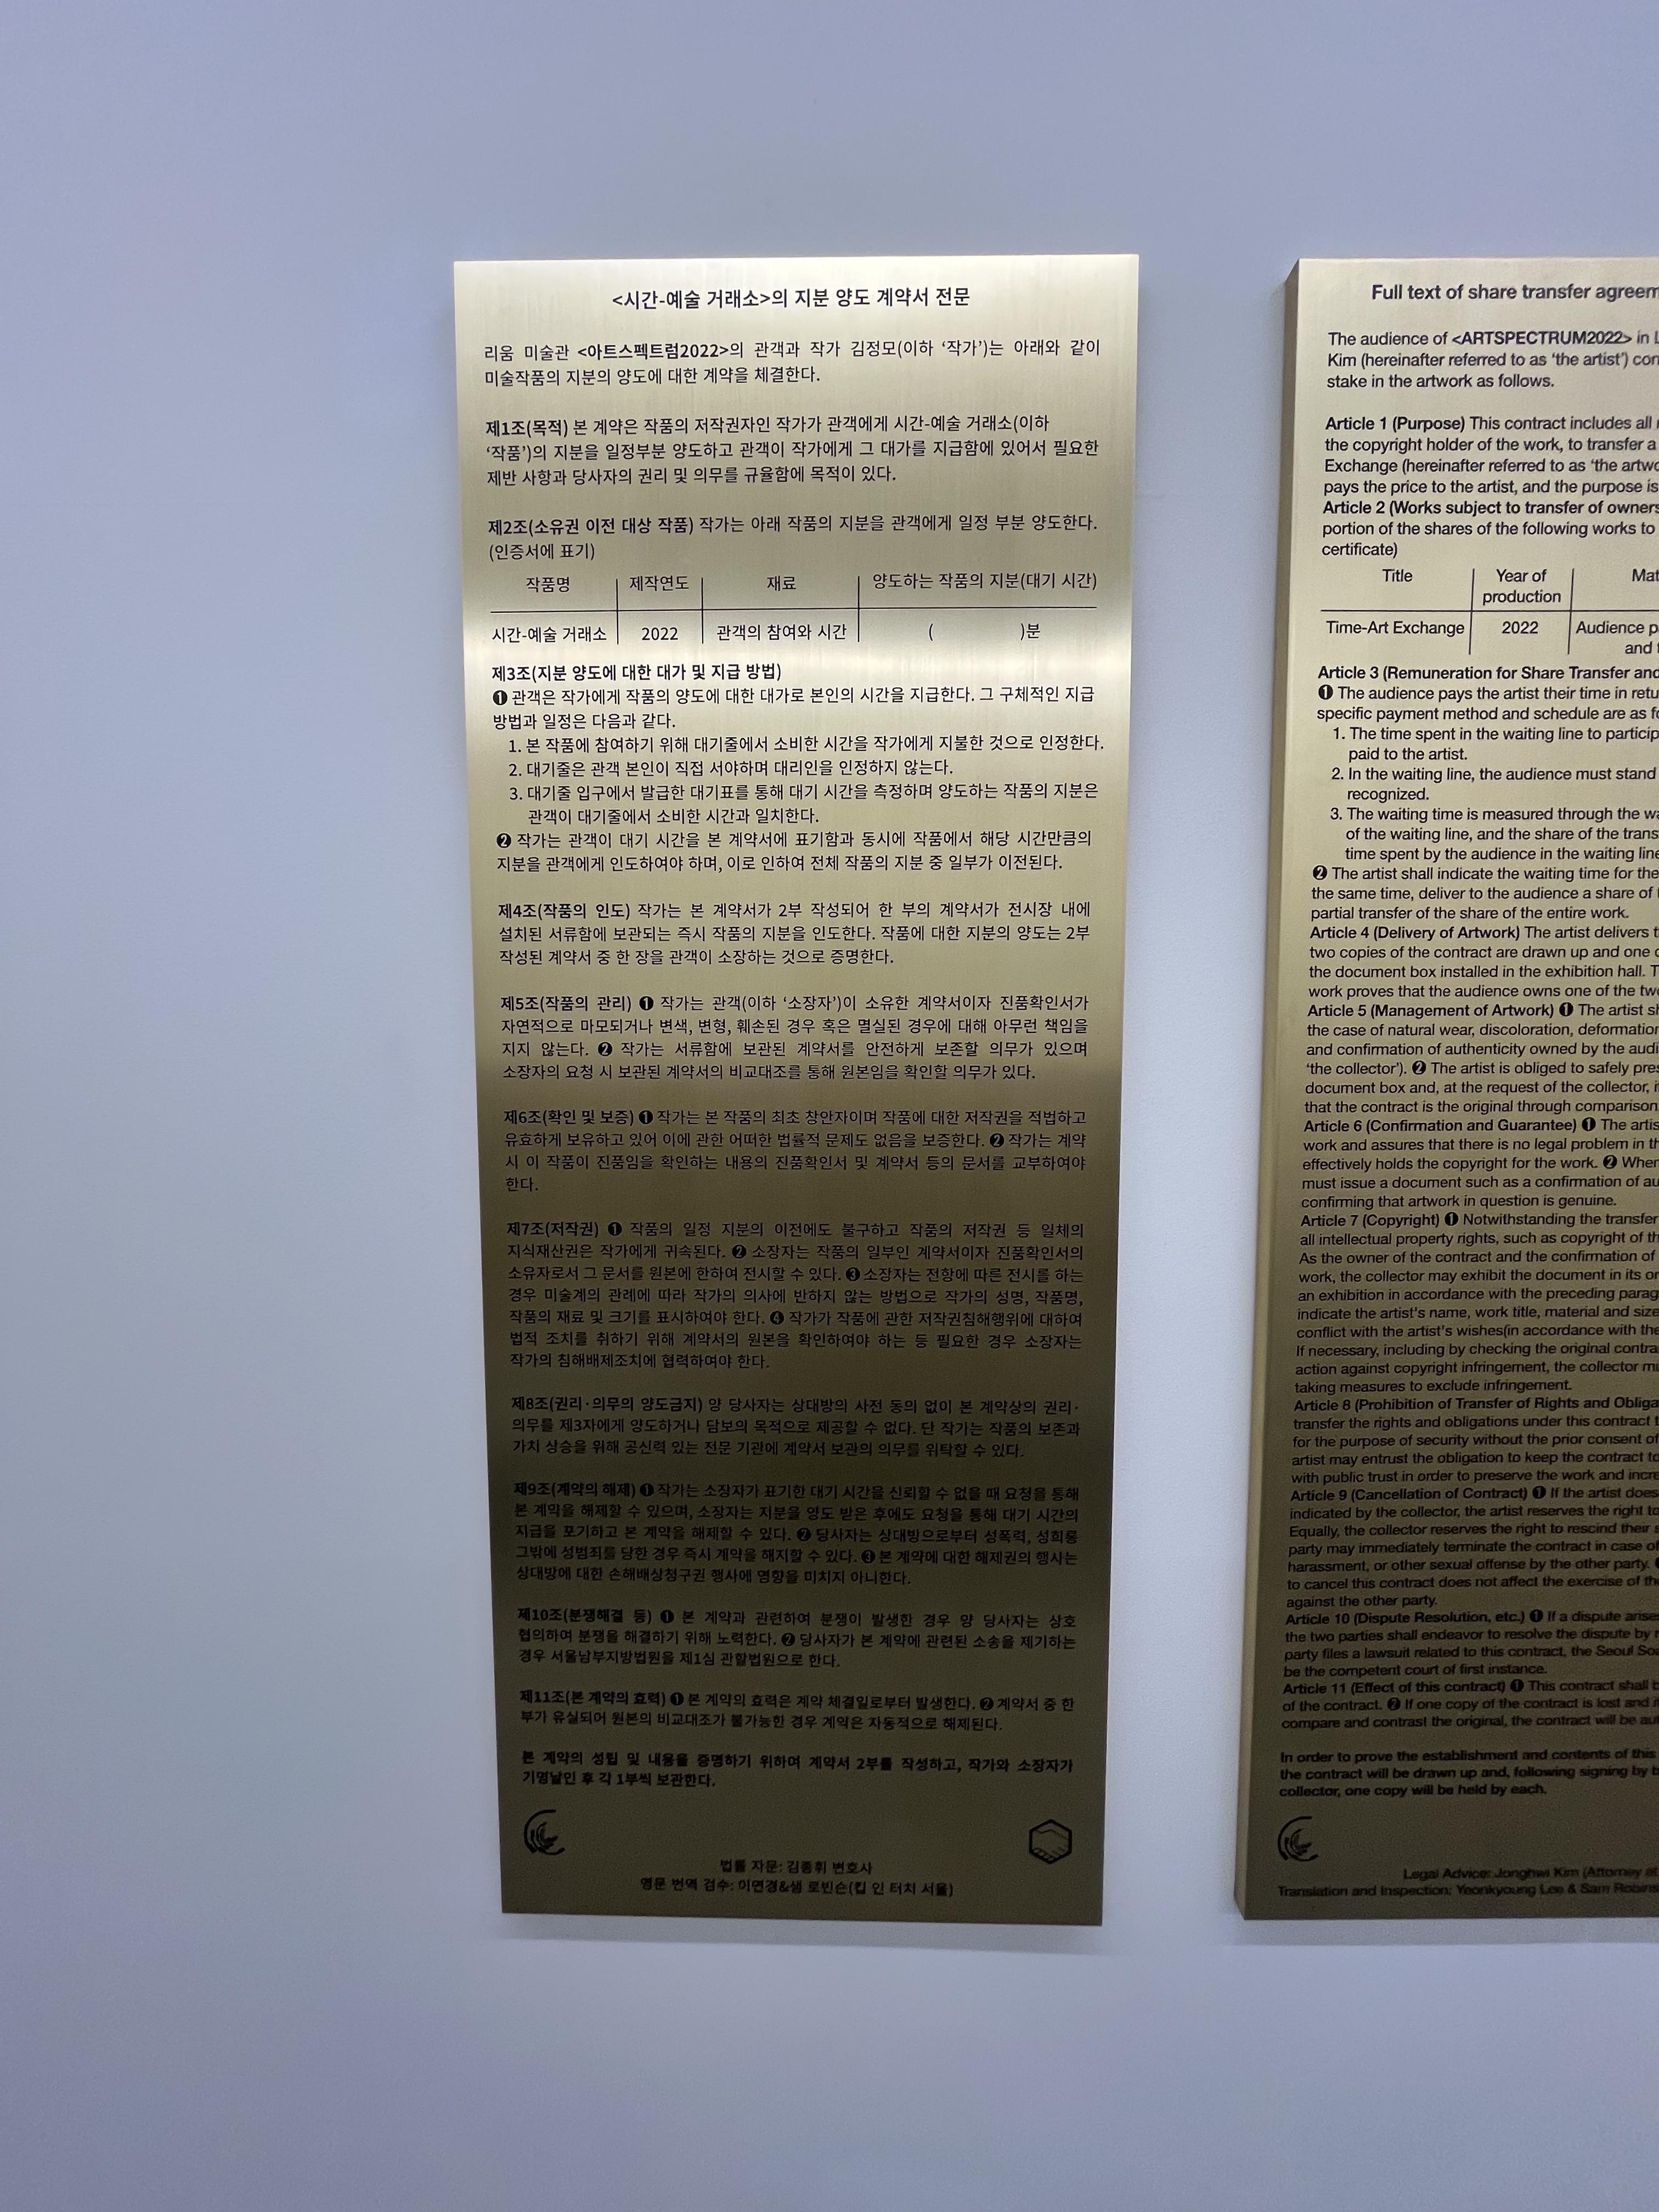 <시간-예술 거래소>의 지분 양도 계약서 전문
리움 미술관 <아트스펙트럼2022>의 관객과 작가 김정모(이하 ‘작가’)는 아래와 같이
미술작품의 지분의 양도에 대한 계약을 체결한다.
제1조(목적) 본 계약은 작품의 저작권자인 작가가 관객에게 시간-예술 거래소(이하
‘작품’)의 지분을 일정부분 양도하고 관객이 작가에게 그 대가를 지급함에 있어서 필요한
제반 사항과 당사자의 권리 및 의무를 규율함에 목적이 있다.
제2조(소유권 이전 대상 작품) 작가는 아래 작품의 지분을 관객에게 일정 부분 양도한다.
(인증서에 표기)
작품명 제작연도 재료 양도하는 작품의 지분(대기 시간)
시간-예술 거래소 2022 관객의 참여와 시간 ( )분
제3조(지분 양도에 대한 대가 및 지급 방법)
❶ 관객은 작가에게 작품의 양도에 대한 대가로 본인의 시간을 지급한다. 그 구체적인 지급
방법과 일정은 다음과 같다.
1. 본 작품에 참여하기 위해 대기줄에서 소비한 시간을 작가에게 지불한 것으로 인정한다.
2. 대기줄은 관객 본인이 직접 서야하며 대리인을 인정하지 않는다.
3. 대기줄 입구에서 발급한 대기표를 통해 대기 시간을 측정하며 양도하는 작품의 지분은
관객이 대기줄에서 소비한 시간과 일치한다.
❷ 작가는 관객이 대기 시간을 본 계약서에 표기함과 동시에 작품에서 해당 시간만큼의
지분을 관객에게 인도하여야 하며, 이로 인하여 전체 작품의 지분 중 일부가 이전된다.
제4조(작품의 인도) 작가는 본 계약서가 2부 작성되어 한 부의 계약서가 전시장 내에
설치된 서류함에 보관되는 즉시 작품의 지분을 인도한다. 작품에 대한 지분의 양도는 2부
작성된 계약서 중 한 장을 관객이 소장하는 것으로 증명한다.
제5조(작품의 관리) ❶ 작가는 관객(이하 ‘소장자’)이 소유한 계약서이자 진품확인서가
자연적으로 마모되거나 변색, 변형, 훼손된 경우 혹은 멸실된 경우에 대해 아무런 책임을
지지 않는다. ❷ 작가는 서류함에 보관된 계약서를 안전하게 보존할 의무가 있으며
소장자의 요청 시 보관된 계약서의 비교대조를 통해 원본임을 확인할 의무가 있다.
제6조(확인 및 보증) ❶ 작가는 본 작품의 최초 창안자이며 작품에 대한 저작권을 적법하고
유효하게 보유하고 있어 이에 관한 어떠한 법률적 문제도 없음을 보증한다. ❷ 작가는 계약
시 이 작품이 진품임을 확인하는 내용의 진품확인서 및 계약서 등의 문서를 교부하여야
한다.
제7조(저작권) ❶ 작품의 일정 지분의 이전에도 불구하고 작품의 저작권 등 일체의
지식재산권은 작가에게 귀속된다. ❷ 소장자는 작품의 일부인 계약서이자 진품확인서의
소유자로서 그 문서를 원본에 한하여 전시할 수 있다. ❸ 소장자는 전항에 따른 전시를 하는
경우 미술계의 관례에 따라 작가의 의사에 반하지 않는 방법으로 작가의 성명, 작품명,
작품의 재료 및 크기를 표시하여야 한다. ❹ 작가가 작품에 관한 저작권침해행위에 대하여
법적 조치를 취하기 위해 계약서의 원본을 확인하여야 하는 등 필요한 경우 소장자는
작가의 침해배제조치에 협력하여야 한다.
제8조(권리·의무의 양도금지) 양 당사자는 상대방의 사전 동의 없이 본 계약상의 권리·
의무를 제3자에게 양도하거나 담보의 목적으로 제공할 수 없다. 단 작가는 작품의 보존과
가치 상승을 위해 공신력 있는 전문 기관에 계약서 보관의 의무를 위탁할 수 있다.
제9조(계약의 해제) ❶ 작가는 소장자가 표기한 대기 시간을 신뢰할 수 없을 때 요청을 통해
본 계약을 해제할 수 있으며, 소장자는 지분을 양도 받은 후에도 요청을 통해 대기 시간의
지급을 포기하고 본 계약을 해제할 수 있다. ❷ 당사자는 상대방으로부터 성폭력, 성희롱
그밖에 성범죄를 당한 경우 즉시 계약을 해지할 수 있다. ❸ 본 계약에 대한 해제권의 행사는
상대방에 대한 손해배상청구권 행사에 영향을 미치지 아니한다.
제10조(분쟁해결 등) ❶ 본 계약과 관련하여 분쟁이 발생한 경우 양 당사자는 상호
협의하여 분쟁을 해결하기 위해 노력한다. ❷ 당사자가 본 계약에 관련된 소송을 제기하는
경우 서울남부지방법원을 제1심 관할법원으로 한다.
제11조(본 계약의 효력) ❶ 본 계약의 효력은 계약 체결일로부터 발생한다. ❷ 계약서 중 한
부가 유실되어 원본의 비교대조가 불가능한 경우 계약은 자동적으로 해제된다.
본 계약의 성립 및 내용을 증명하기 위하여 계약서 2부를 작성하고, 작가와 소장자가
기명날인 후 각 1부씩 보관한다.
법률 자문: 김종휘 변호사
영문 번역 검수: 이연경&샘 로빈슨(킵 인 터치 서울)
Full text of share transfer
The audience of <ARTSPECTRUM2022> in
Kim (hereinafter referred to as ‘the artist’)
stake in the artwork as follows.
Article 1 (Purpose) This contract includes all
the copyright holder of the work, to transfer a
Exchange (hereinafter referred to as ‘the
pays the price to the artist, and the purpose is
Article 2 (Works subject to transfer of
portion of the shares of the following works to
certificate)
Title Year of
production
Time-Art Exchange 2022 Audience
and
Article 3 (Remuneration for Share Transfer and
❶ The audience pays the artist their time in
specific payment method and schedule are as
1. The time spent in the waiting line to
paid to the artist.
2. In the waiting line, the audience must stand
recognized.
3. The waiting time is measured through the
of the waiting line, and the share of the
time spent by the audience in the waiting line
❷ The artist shall indicate the waiting time for the
the same time, deliver to the audience a share of
partial transfer of the share of the entire work.
Article 4 (Delivery of Artwork) The artist delivers
two copies of the contract are drawn up and one
the document box installed in the exhibition hall.
work proves that the audience owns one of the
Article 5 (Management of Artwork) ❶ The artist
the case of natural wear, discoloration,
and confirmation of authenticity owned by the
‘the collector’). ❷ The artist is obliged to safely
document box and, at the request of the collector,
that the contract is the original through comparison
Article 6 (Confirmation and Guarantee) ❶ The
work and assures that there is no legal problem in
effectively holds the copyright for the work. ❷
must issue a document such as a confirmation of
confirming that artwork in question is genuine.
Article 7 (Copyright) ❶ Notwithstanding the transfer
all intellectual property rights, such as copyright of
As the owner of the contract and the confirmation of
work, the collector may exhibit the document in its
an exhibition in accordance with the preceding
indicate the artist's name, work title, material and
conflict with the artist's wishes(in accordance with
If necessary, including by checking the original
action against copyright infringement, the collector
taking measures to exclude infringement.
Article 8 (Prohibition of Transfer of Rights and
transfer the rights and obligations under this contract
for the purpose of security without the prior consent of
artist may entrust the obligation to keep the contract
with public trust in order to preserve the work and
Article 9 (Cancellation of Contract) ❶ If the artist
indicated by the collector, the artist reserves the right
Equally, the collector reserves the right to rescind their
party may immediately terminate the contract in case of
harassment, or other sexual offense by the other party.
to cancel this contract does not affect the exercise of
against the other party.
Article 10 (Dispute Resolution, etc.) ❶ If a dispute
the two parties shall endeavor to resolve the dispute by
party files a lawsuit related to this contract, the Seoul
be the competent court of first instance.
Article 11 (Effect of this contract) ❶ This contract shall
of the contract. ❷ If one copy of the contract is lost and
compare and contrast the original, the contract will be
In order to prove the establishment and contents of this
the contract will be drawn up and, following signing by
collector, one copy will be held by each.
Legal Advice: Jonghwi Kim (Attorney
Translation and Inspection: Yeonkyoung Lee & Sam